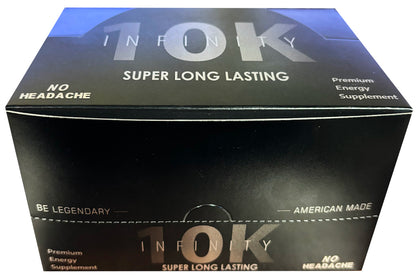 10K
INFINITY
SUPER LONG LASTING
NO
HEADACHE
Premium
Energy
Supplement
BE LEGENDARY
AMERICAN MADE
10K
INFINITY
SUPER LONG LASTING
Premium
Energy
Supplement
NO
HEADACHE